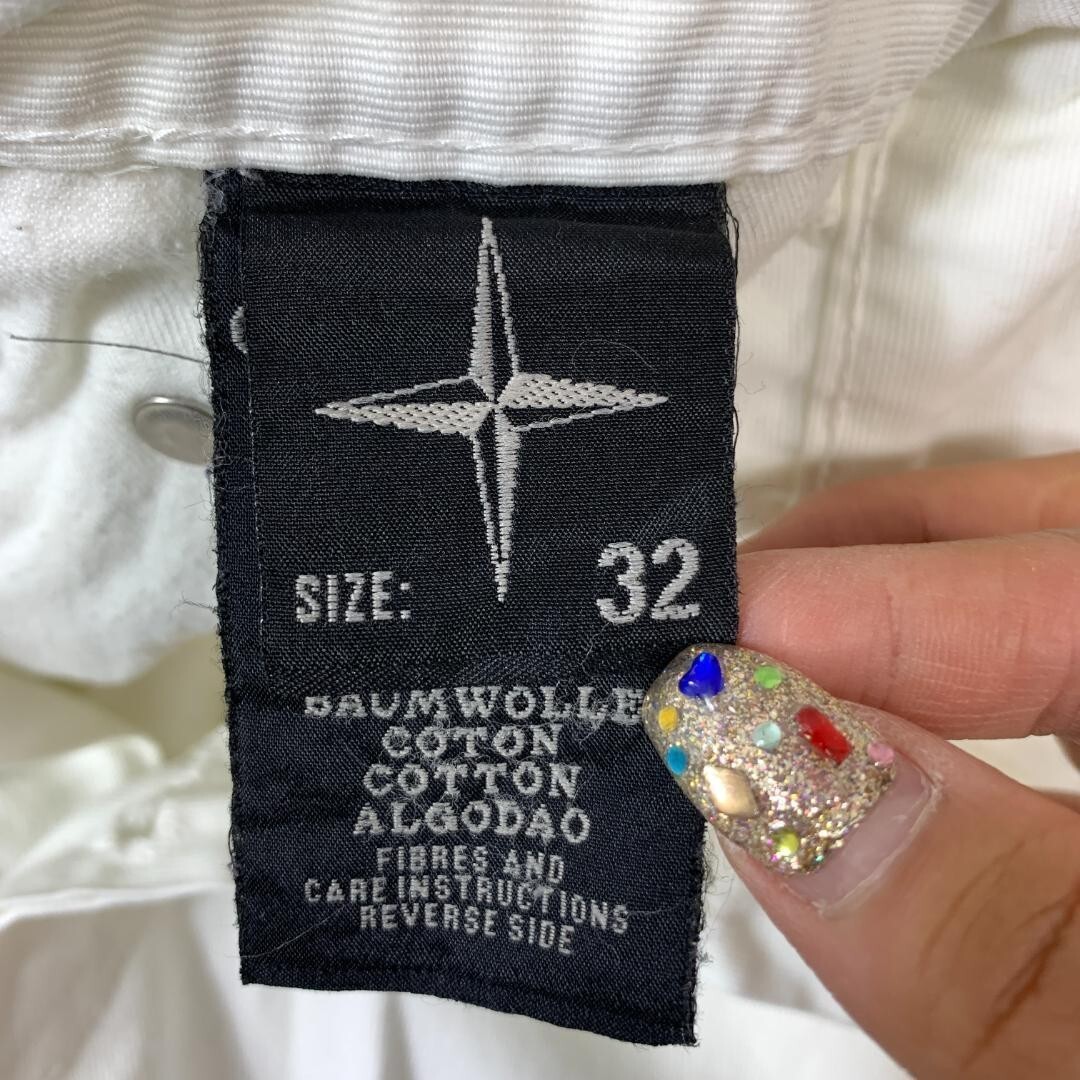 SIZE: 32
BAUMWOLLE
COTON
COTTON
ALGODAO
FIBRES AND
CARE INSTRUCTIONS
REVERSE SIDE